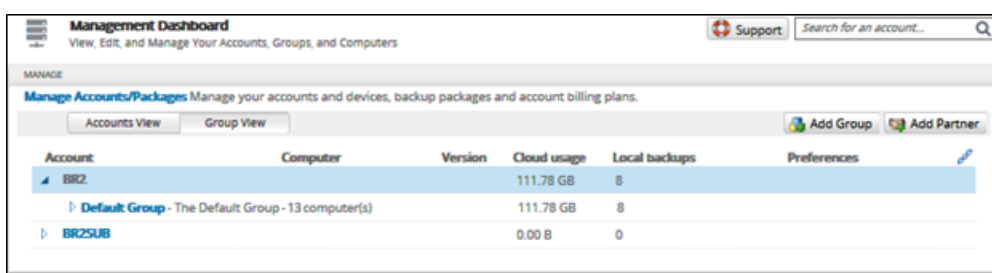 Management Dashboard
View, Edit, and Manage Your Accounts, Groups, and Computers
Support
Search for an account...
MANAGE
Manage Accounts/Packages Manage your accounts and devices, backup packages and account billing plans.
Accounts View Group View Add Group Add Partner
Account Computer Version Cloud usage Local backups Preferences
BR2 111.78 GB 8
Default Group - The Default Group - 13 computer(s) 111.78 GB 8
BR2SUB 0.00 B 0